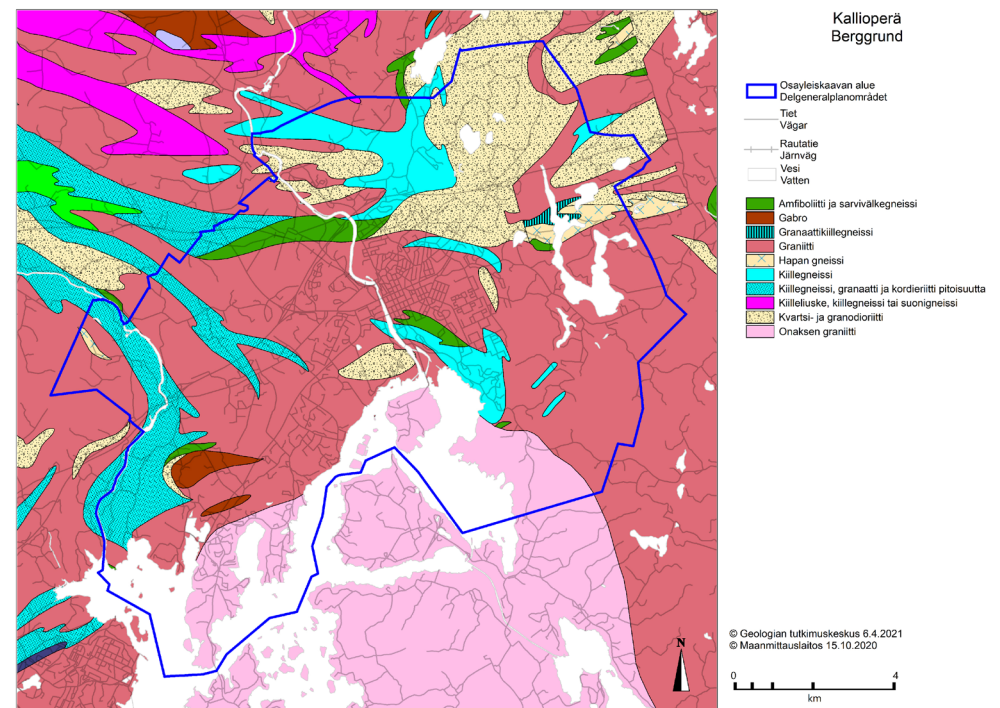 Kallioperä
Berggrund
Osayleiskaavan alue
Delgeneralplanområdet
Tiet
Vägar
Rautatie
Järnväg
Vesi
Vatten
Amfiboliitti ja sarvivälkegneissi
Gabro
Granaattikiillegneissi
Graniitti
Hapan gneissi
Kiillegneissi
Kiillegneissi, granaatti ja kordieriitti pitoisuutta
Killeliuske, kiillegneissi tai suonigneissi
Kvartsi- ja granodioriitti
Onaksen graniitti
N
© Geologian tutkimuskeskus 6.4.2021
© Maanmittauslaitos 15.10.2020
0 4
km